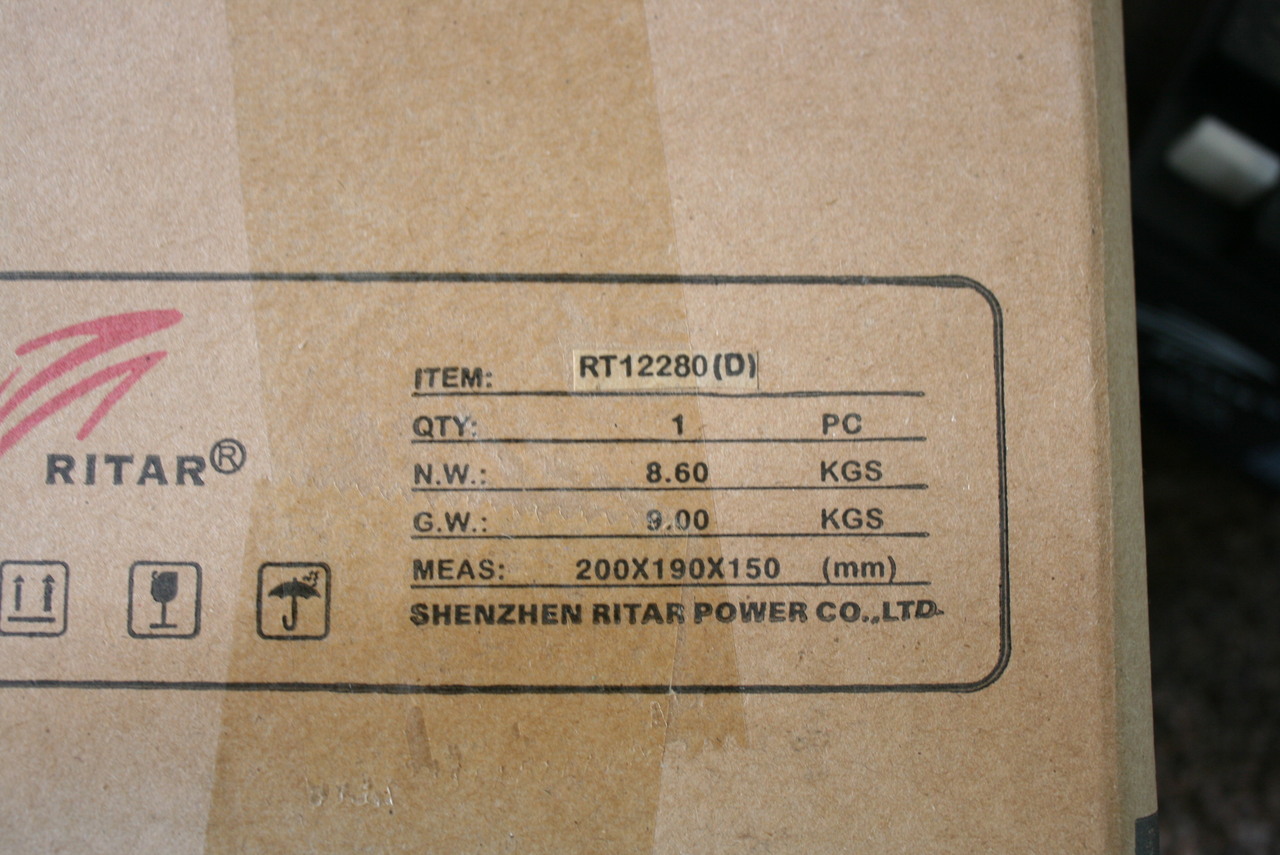 RITAR®
ITEM: RT12280(D)
QTY: 1 PC
N.W.: 8.60 KGS
G.W.: 9.00 KGS
MEAS: 200X190X150 (mm)
SHENZHEN RITAR POWER CO.,LTD.